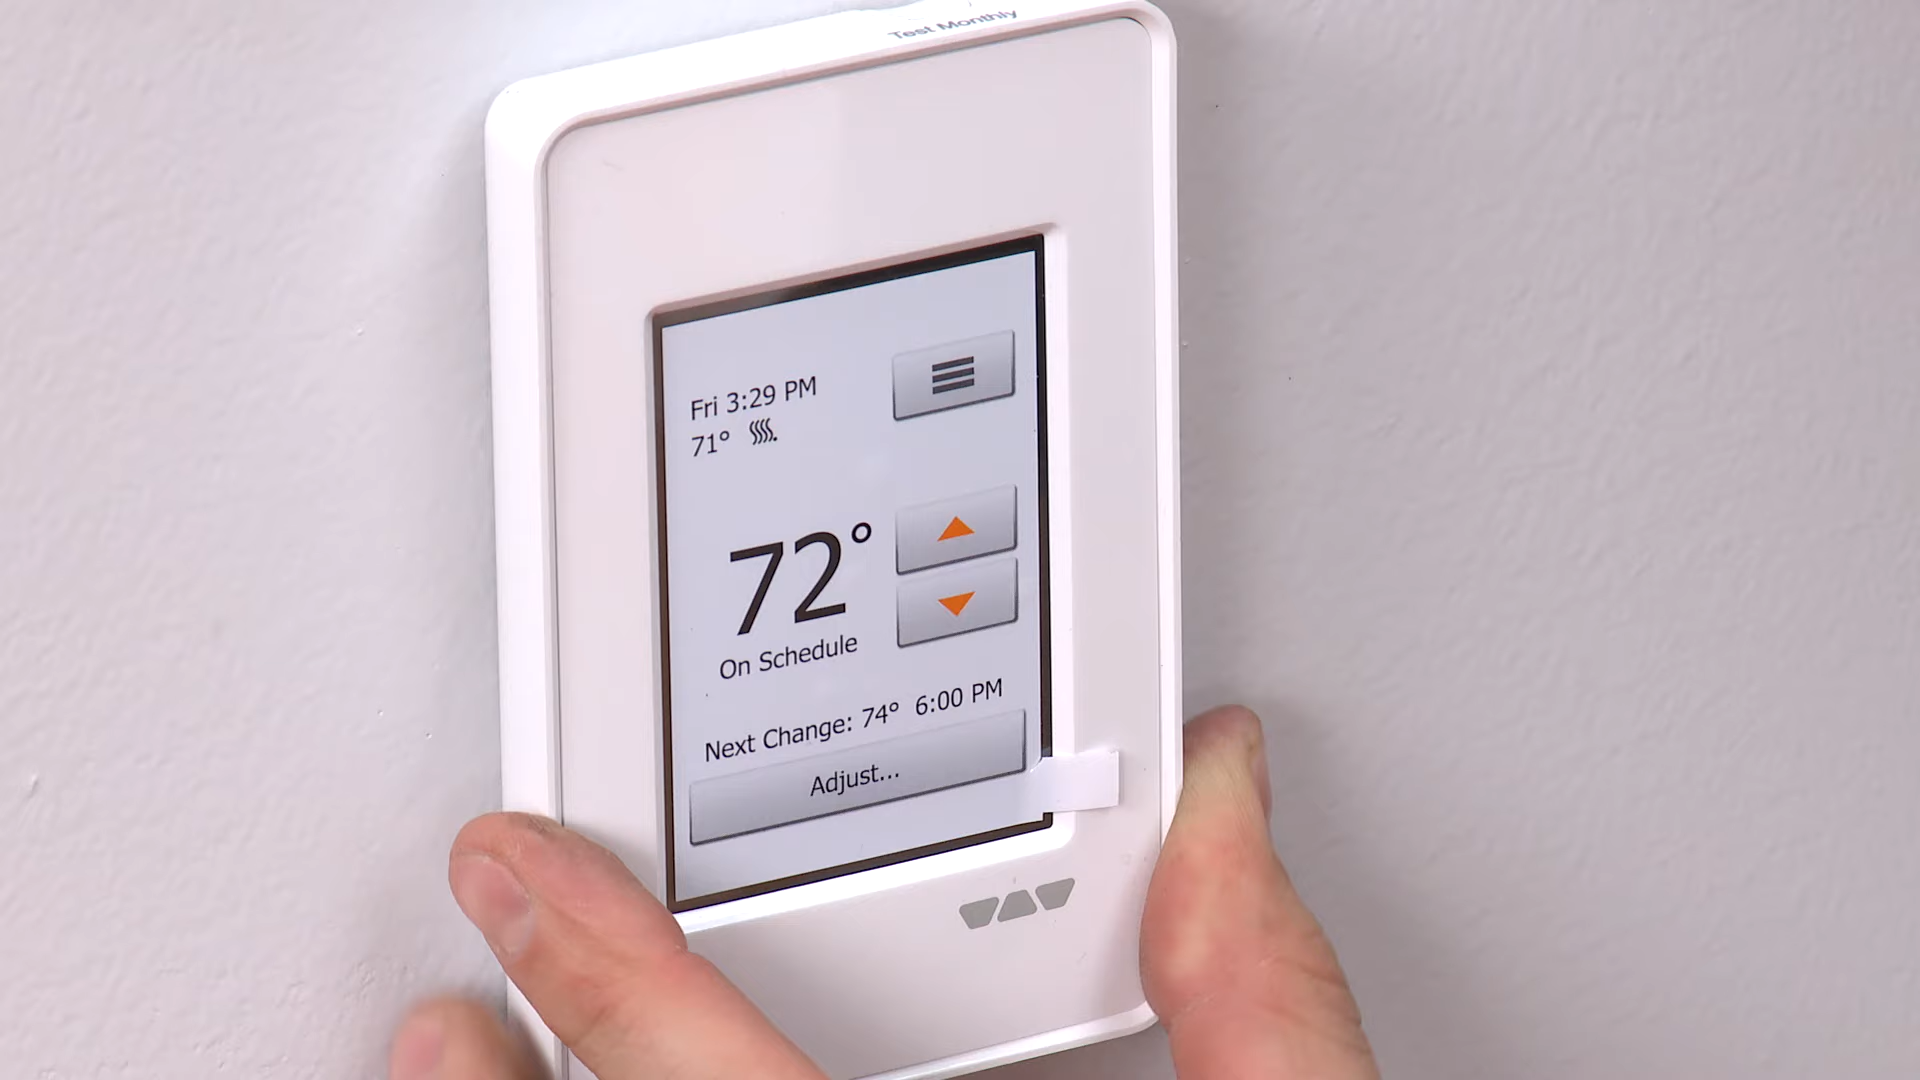 Test Monthly
Fri 3:29 PM
71°
72°
On Schedule
Next Change: 74° 6:00 PM
Adjust...